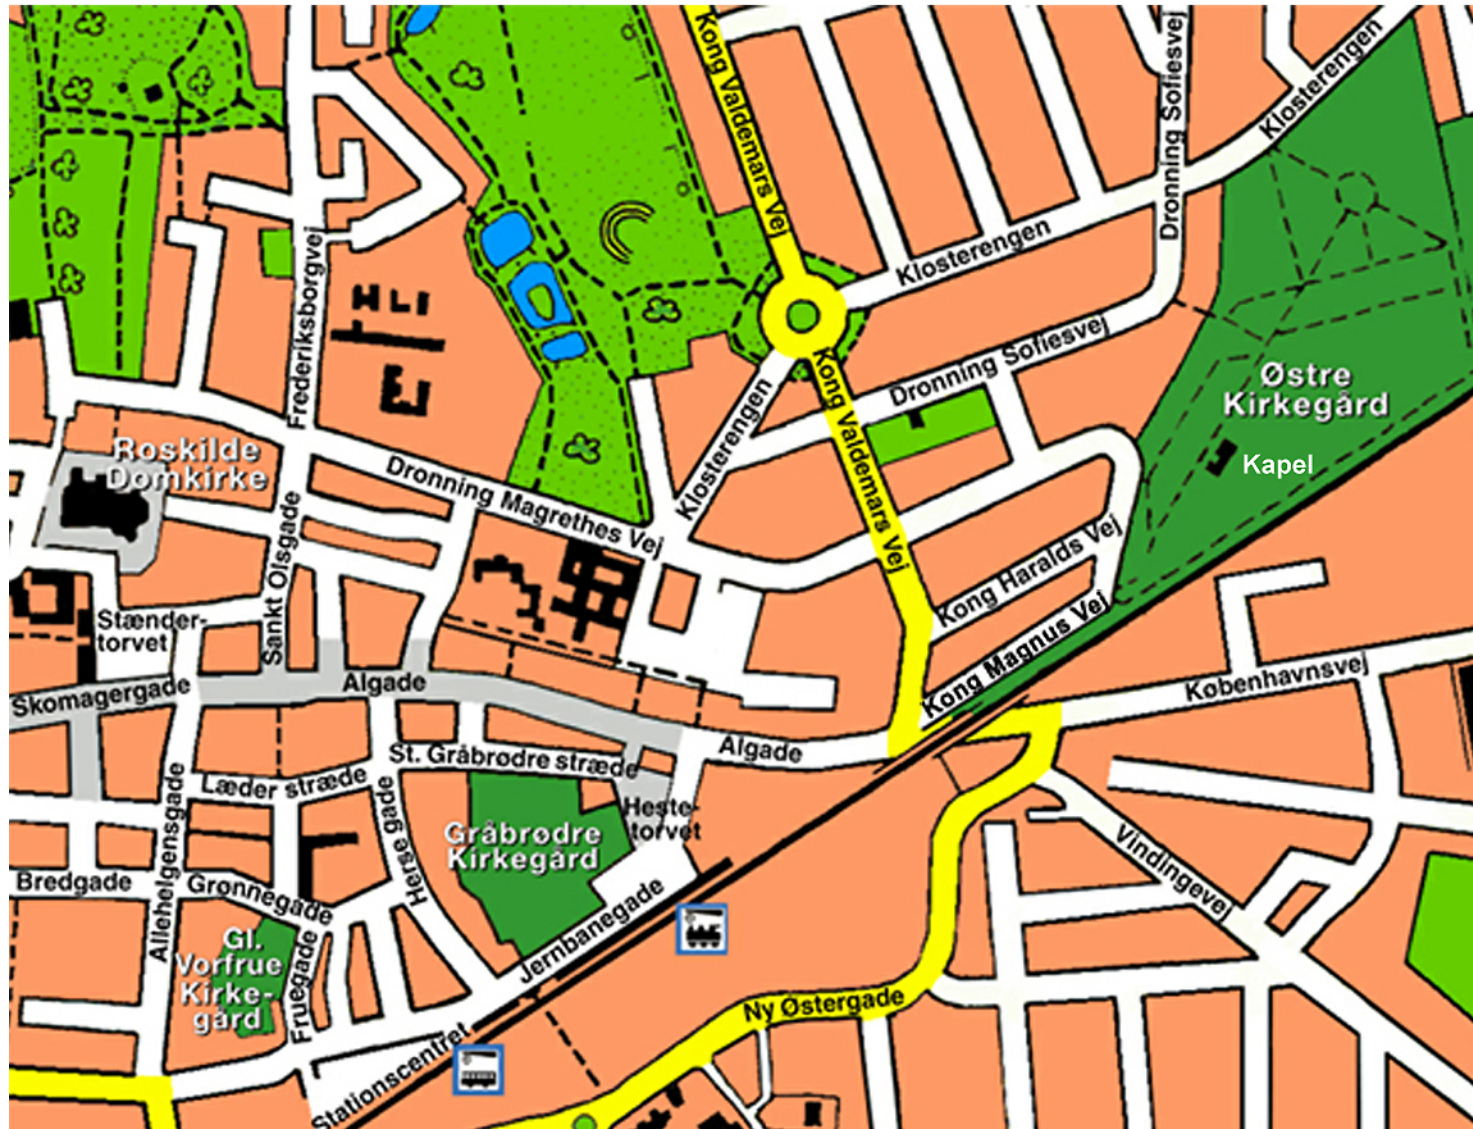 Kong Valdemars Vej
Dronning Sofiesvej
Klosterengen
Klosterengen
Frederiksborgvej
Dronning Sofiesvej
Østre
Kirkegård
Kapel
Klosterengen
Kong Valdemars Vej
Roskilde
Domkirke
Dronning Magrethes Vej
Sankt Olsgade
Kong Haralds Vej
Kong Magnus Vej
Stænder-
torvet
Skomagergade
Algade
Københavnsvej
Algade
St. Gråbrødre stræde
Læder stræde
Heste-
torvet
Gråbrødre
Kirkegård
Herse gade
Allehelgensgade
Vindingevej
Bredgade
Grønnegade
Jernbanegade
Gl.
Vorfrue
Kirke-
gård
Fruegade
Ny Østergade
Stationscentret